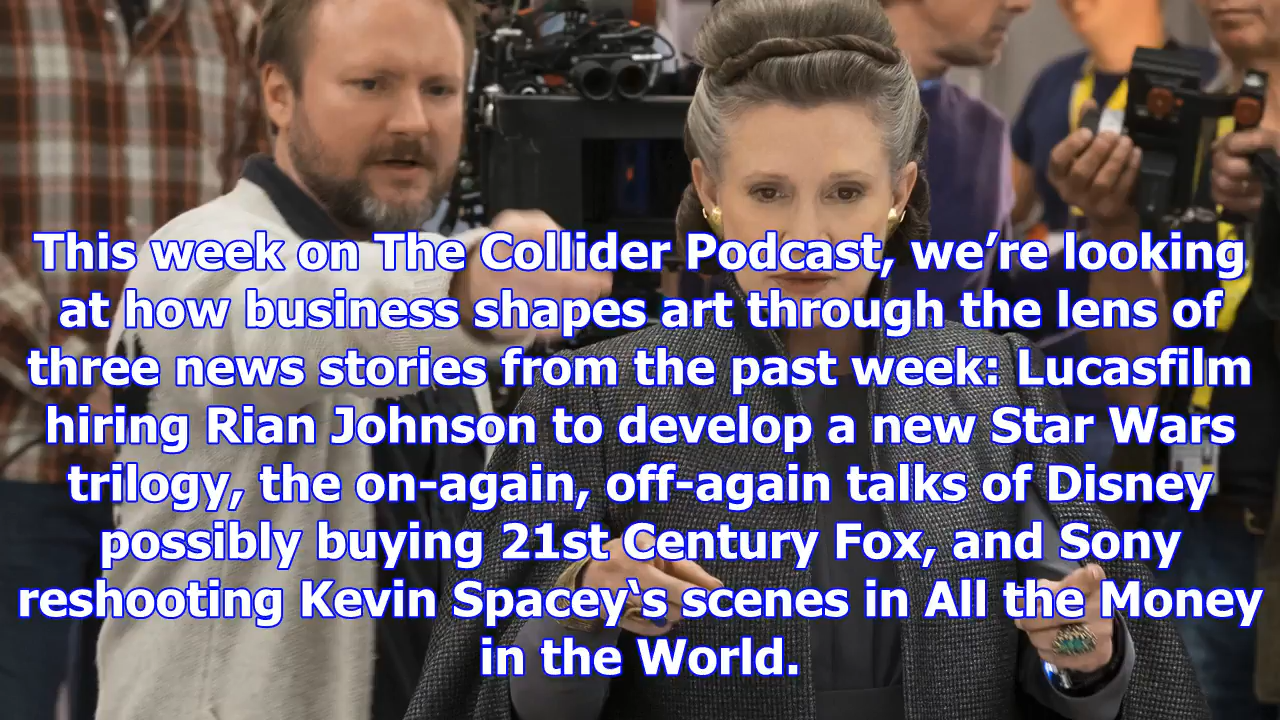 This week on The Collider Podcast, we’re looking
at how business shapes art through the lens of
three news stories from the past week: Lucasfilm
hiring Rian Johnson to develop a new Star Wars
trilogy, the on-again, off-again talks of Disney
possibly buying 21st Century Fox, and Sony
reshooting Kevin Spacey‘s scenes in All the Money
in the World.